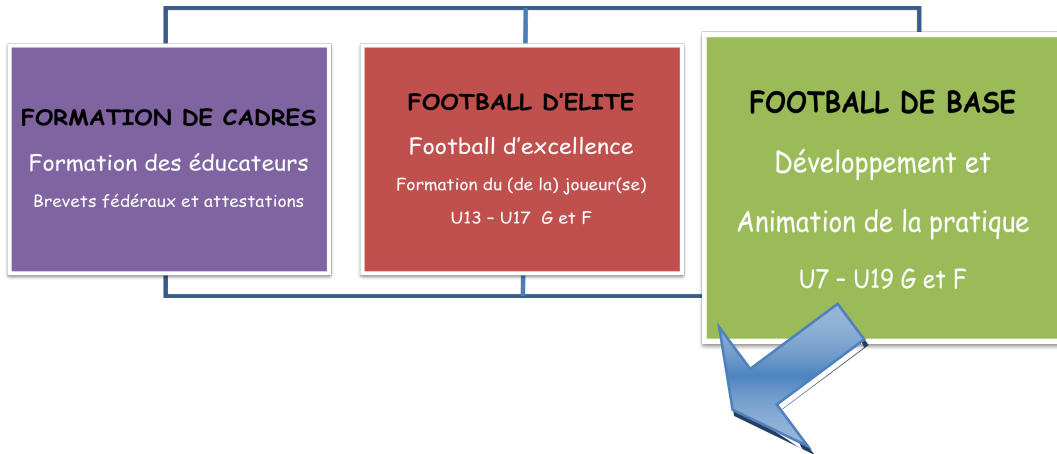 FORMATION DE CADRES
Formation des éducateurs
Brevets fédéraux et attestations
FOOTBALL D'ELITE
Football d'excellence
Formation du (de la) joueur(se)
U13 – U17 G et F
FOOTBALL DE BASE
Développement et
Animation de la pratique
U7 – U19 G et F